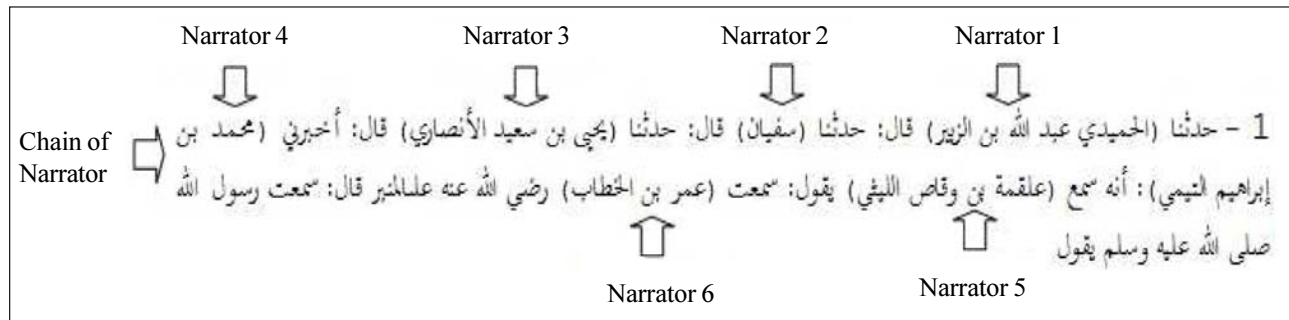 Narrator 4 Narrator 3 Narrator 2 Narrator 1
Chain of
Narrator
1 - حدثنا (الحميدي عبد الله بن الزبير) قال: حدثنا (سفيان) قال: حدثنا (يحيى بن سعيد الأنصاري) قال: أخبرني (محمد بن
إبراهيم التيمي): أنه سمع (علقمة بن وقاص الليثي) يقول: سمعت (عمر بن الخطاب) رضي الله عنه علىالمنبر قال: سمعت رسول الله
صلى الله عليه وسلم يقول
Narrator 6 Narrator 5